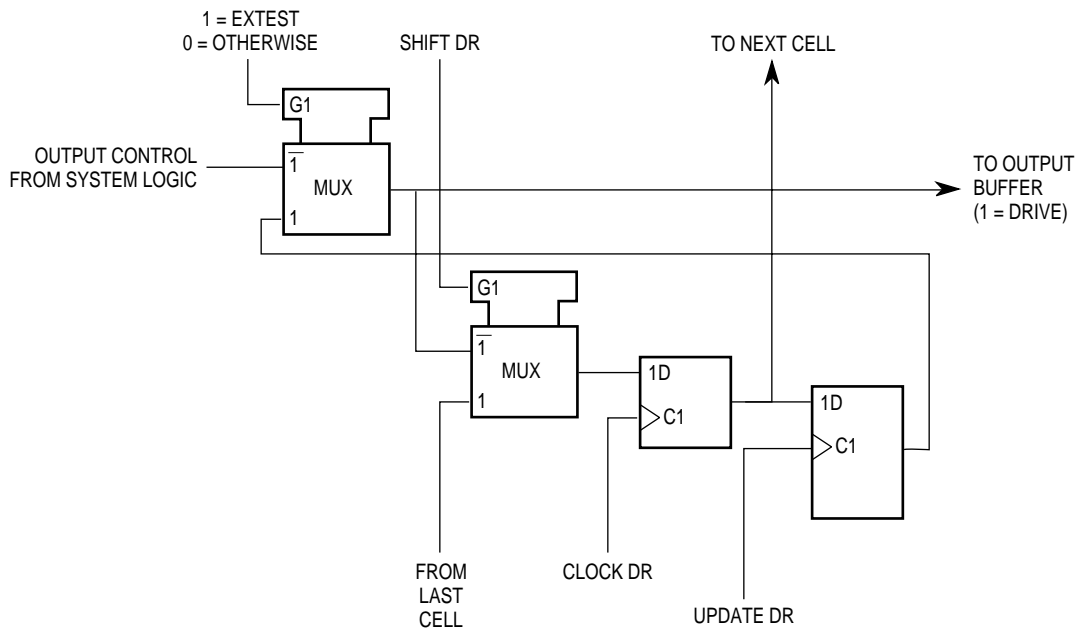 1 = EXTEST
0 = OTHERWISE
SHIFT DR
TO NEXT CELL
G1
OUTPUT CONTROL
FROM SYSTEM LOGIC
1̅
MUX
1
TO OUTPUT
BUFFER
(1 = DRIVE)
G1
1̅
MUX
1
1D
C1
1D
C1
FROM
LAST
CELL
CLOCK DR
UPDATE DR